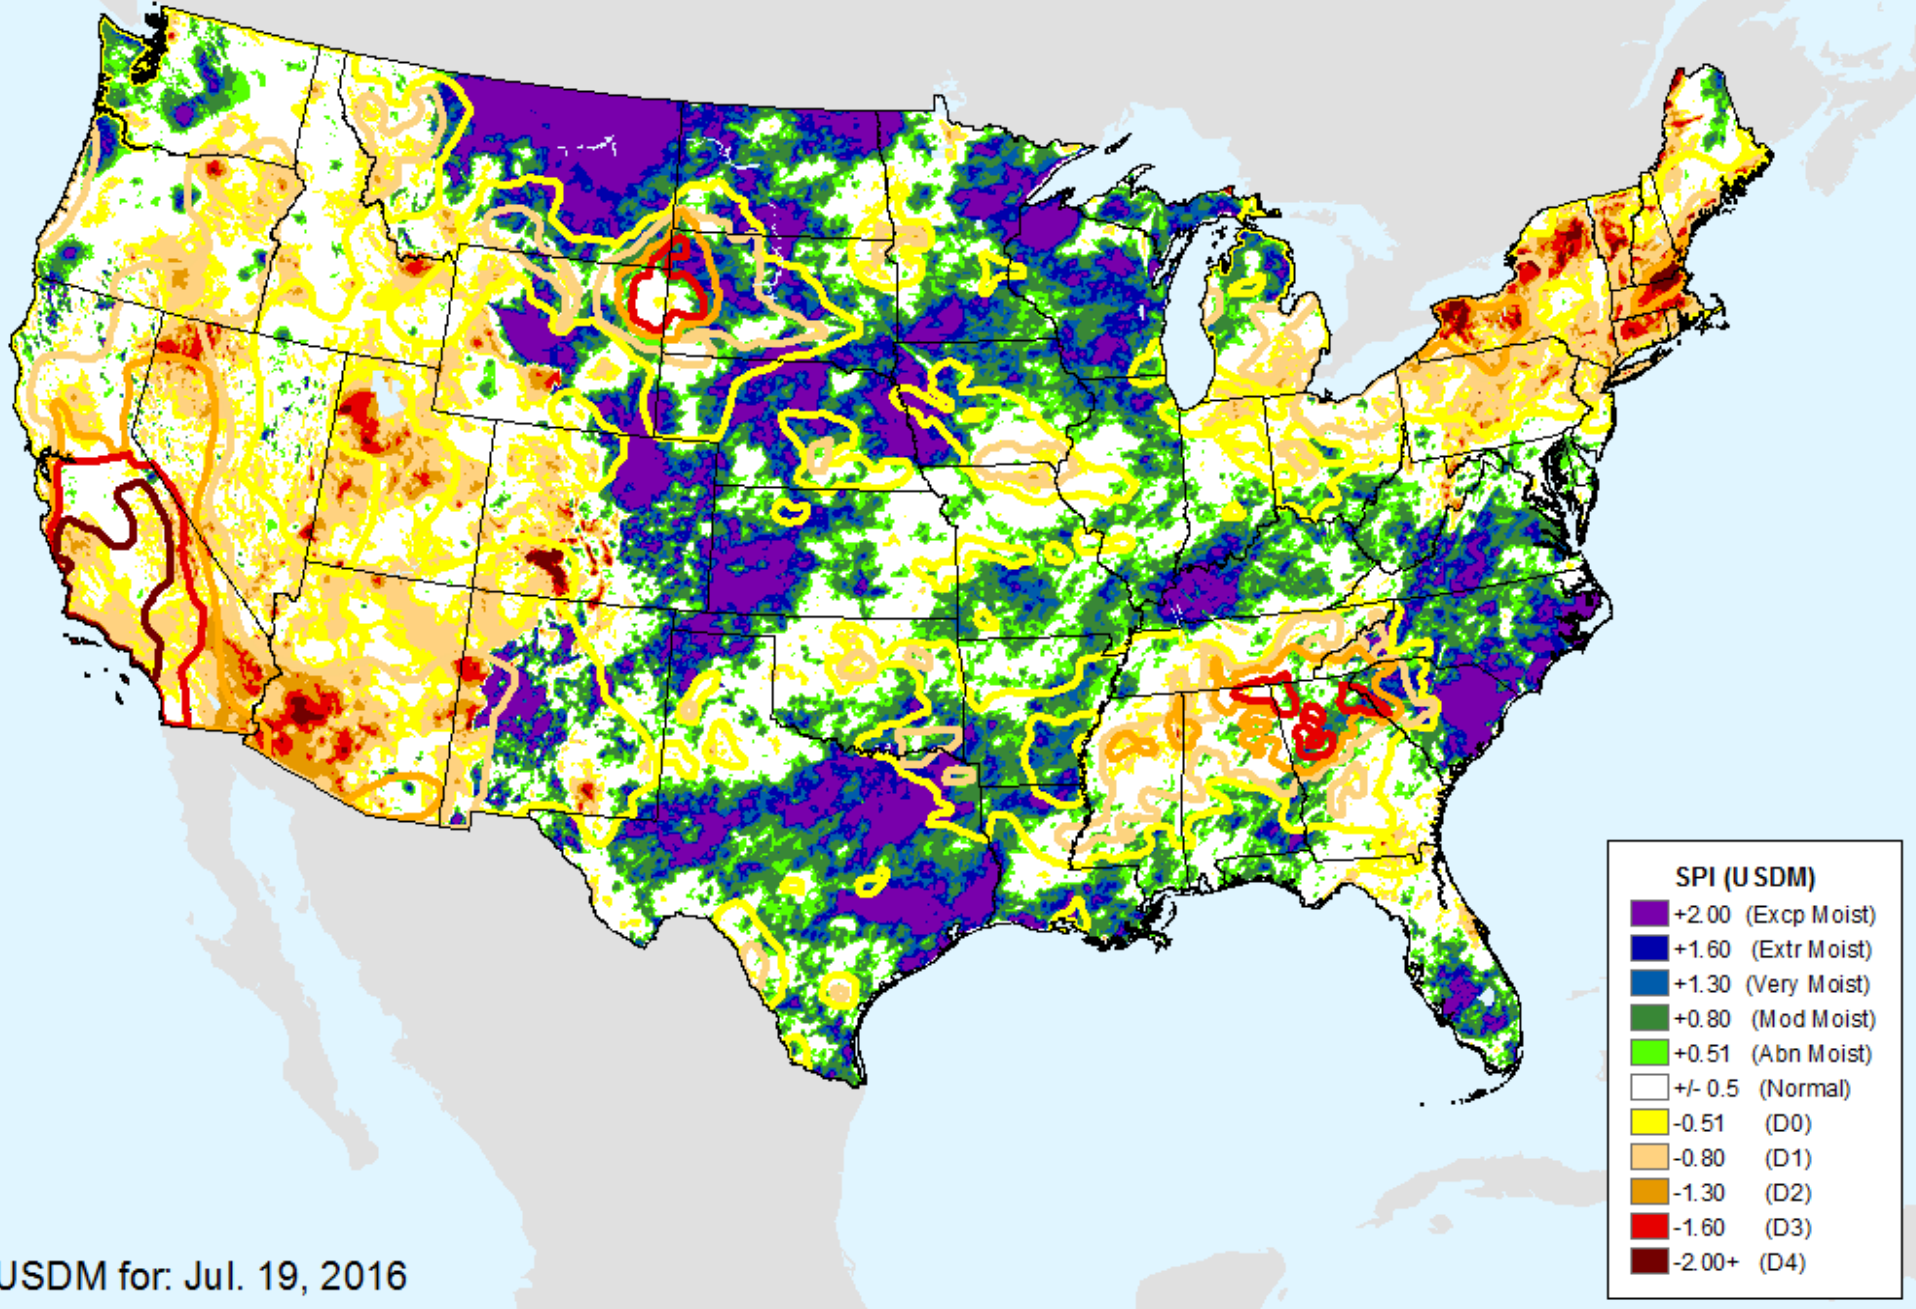 SPI (USDM)
+2.00 (Excp Moist)
+1.60 (Extr Moist)
+1.30 (Very Moist)
+0.80 (Mod Moist)
+0.51 (Abn Moist)
+/- 0.5 (Normal)
-0.51 (D0)
-0.80 (D1)
-1.30 (D2)
-1.60 (D3)
-2.00+ (D4)
USDM for: Jul. 19, 2016